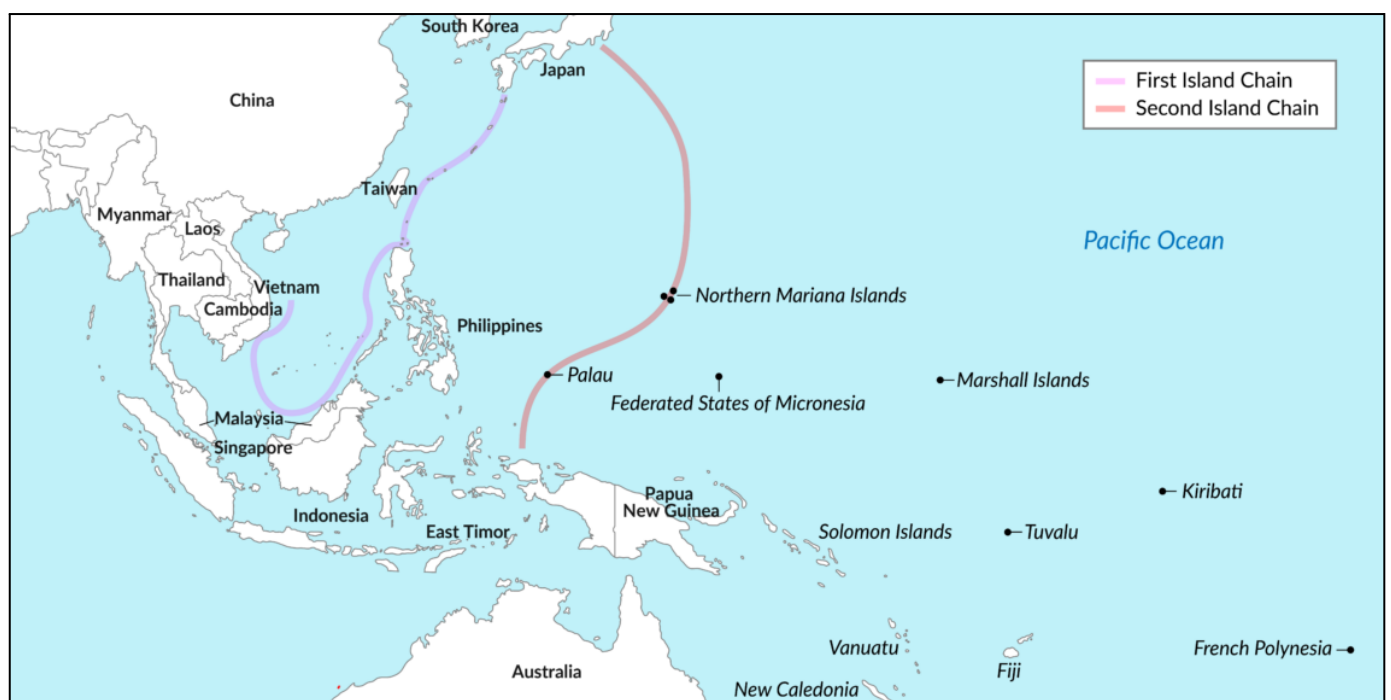 South Korea
Japan
First Island Chain
Second Island Chain
China
Taiwan
Myanmar
Laos
Pacific Ocean
Thailand
Vietnam
Cambodia
Northern Mariana Islands
Philippines
Palau
Marshall Islands
Federated States of Micronesia
Malaysia
Singapore
Kiribati
Papua
New Guinea
Indonesia
East Timor
Solomon Islands
Tuvalu
Vanuatu
Fiji
French Polynesia
Australia
New Caledonia